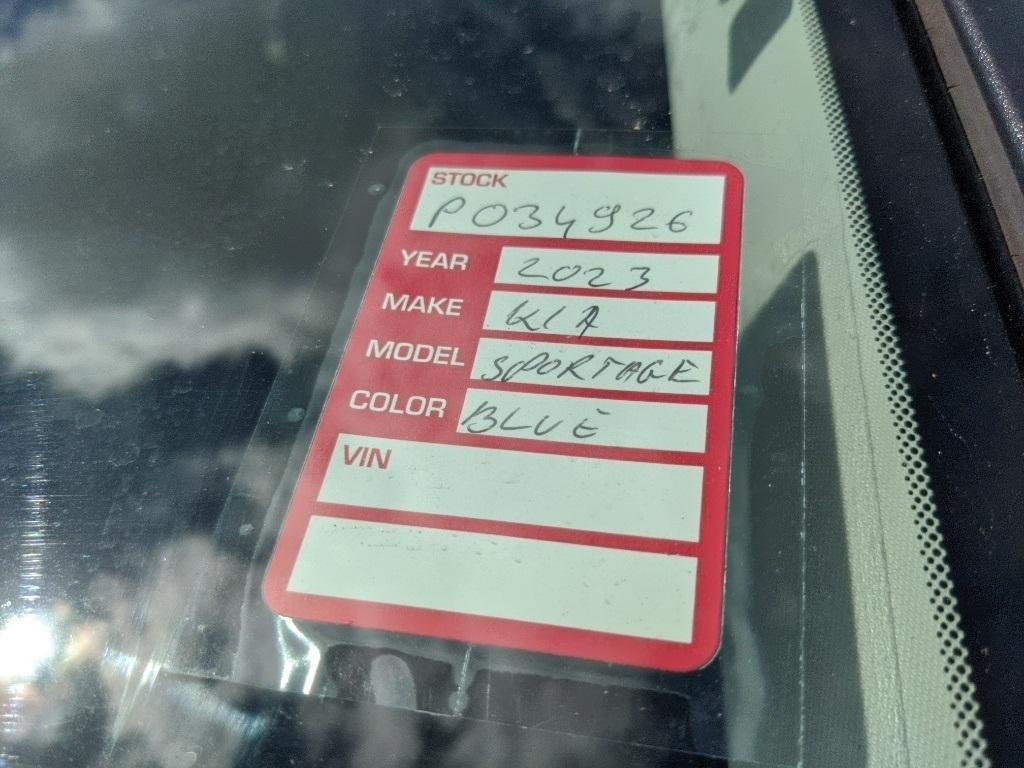 STOCK
P034926
YEAR 2023
MAKE KIA
MODEL SPORTAGE
COLOR BLUE
VIN